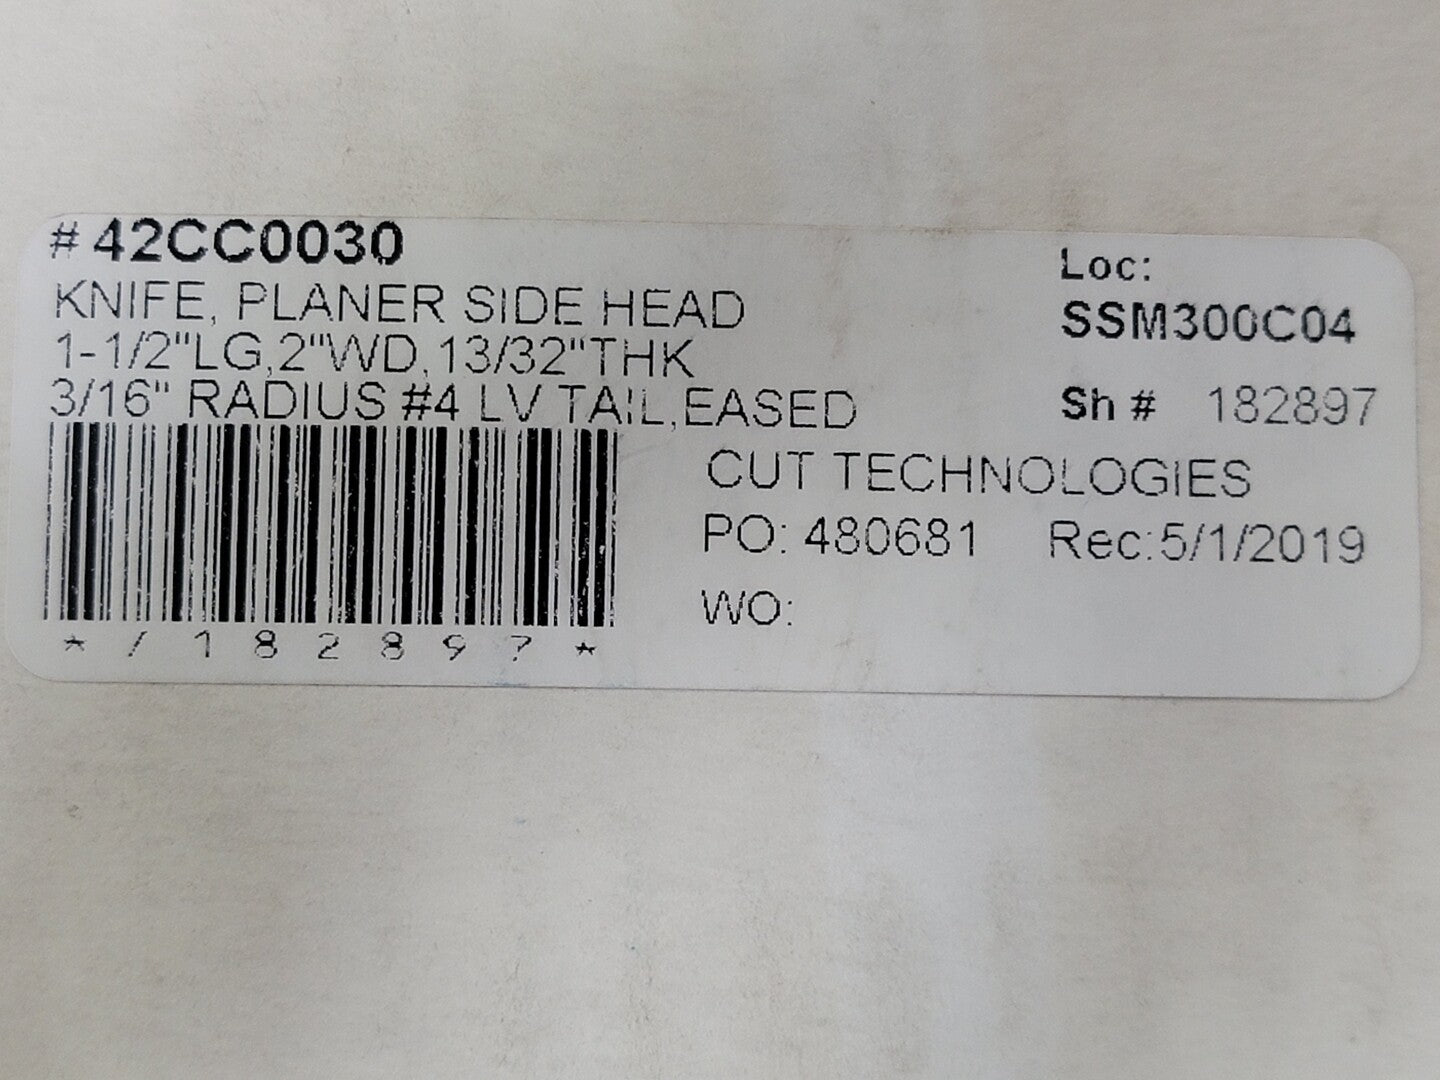 # 42CC0030
KNIFE, PLANER SIDE HEAD
1-1/2"LG,2"WD,13/32"THK
3/16" RADIUS #4 LV TAIL,EASED
*/182897*
Loc:
SSM300C04
Sh # 182897
CUT TECHNOLOGIES
PO: 480681 Rec:5/1/2019
WO: